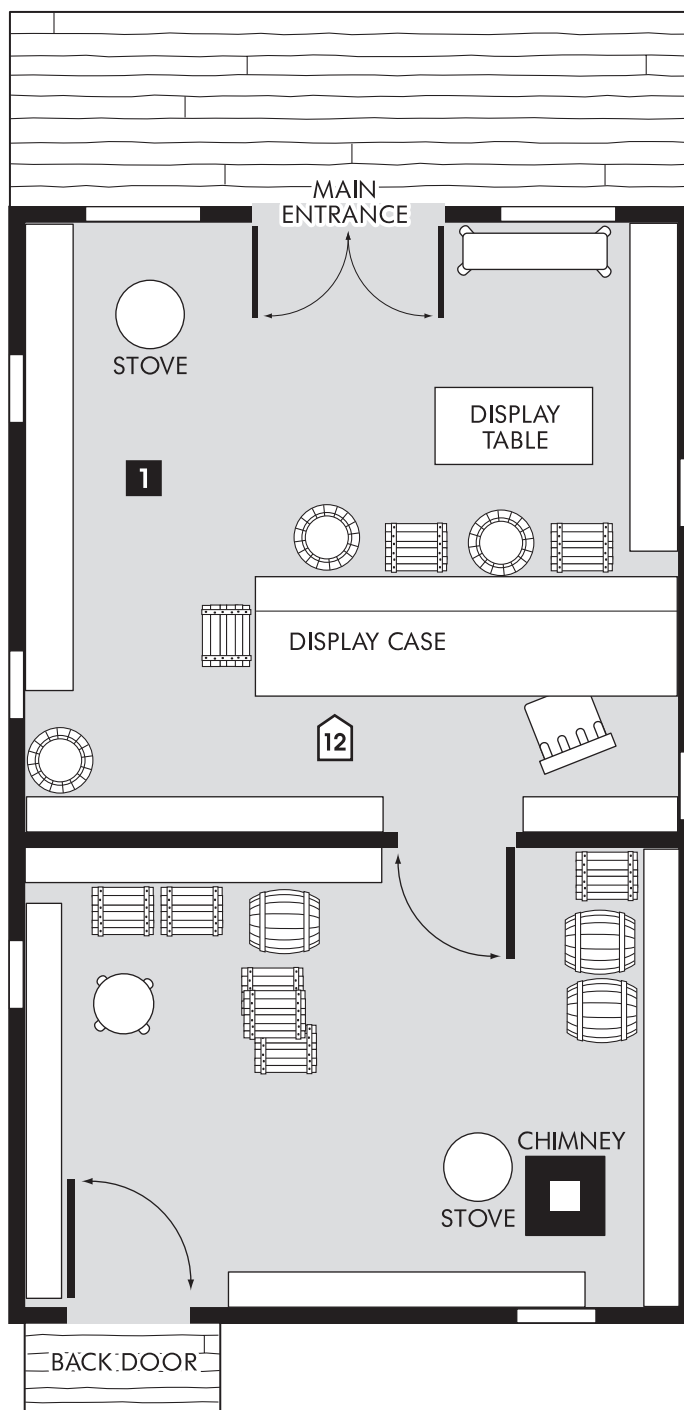 MAIN
ENTRANCE
STOVE
DISPLAY
TABLE
1
DISPLAY CASE
12
CHIMNEY
STOVE
BACK DOOR